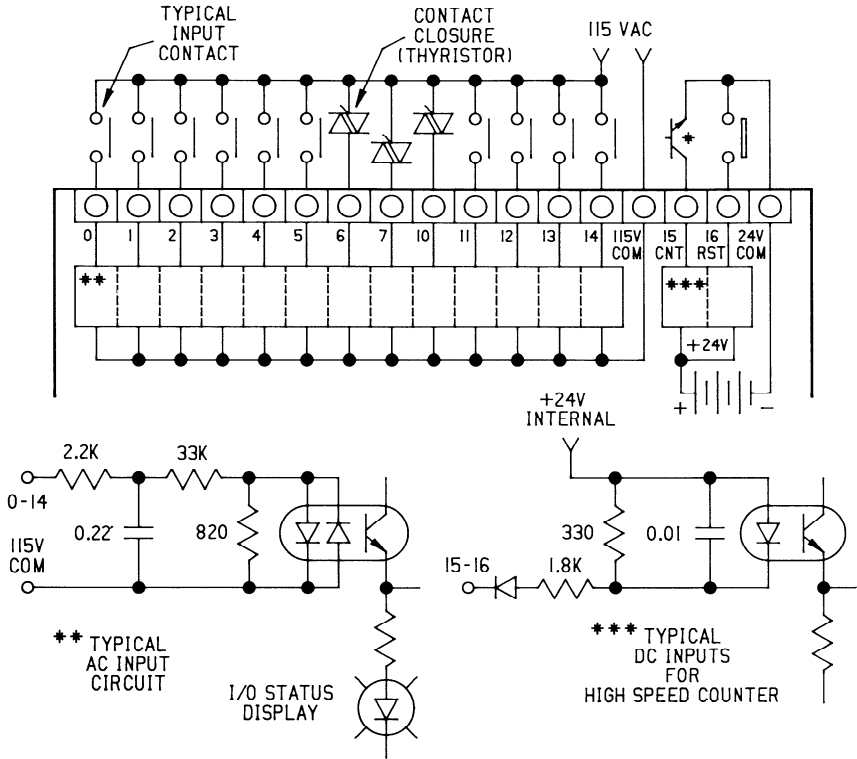 TYPICAL
INPUT
CONTACT
CONTACT
CLOSURE
(THYRISTOR)
115 VAC
*
0 1 2 3 4 5 6 7 10 11 12 13 14 115V COM 15 CNT 16 RST 24V COM
**
***
+24V
+ -
2.2K
33K
0-14
0.22
820
115V
COM
** TYPICAL
AC INPUT
CIRCUIT
I/O STATUS
DISPLAY
+24V
INTERNAL
330
0.01
15-16
1.8K
*** TYPICAL
DC INPUTS
FOR
HIGH SPEED COUNTER